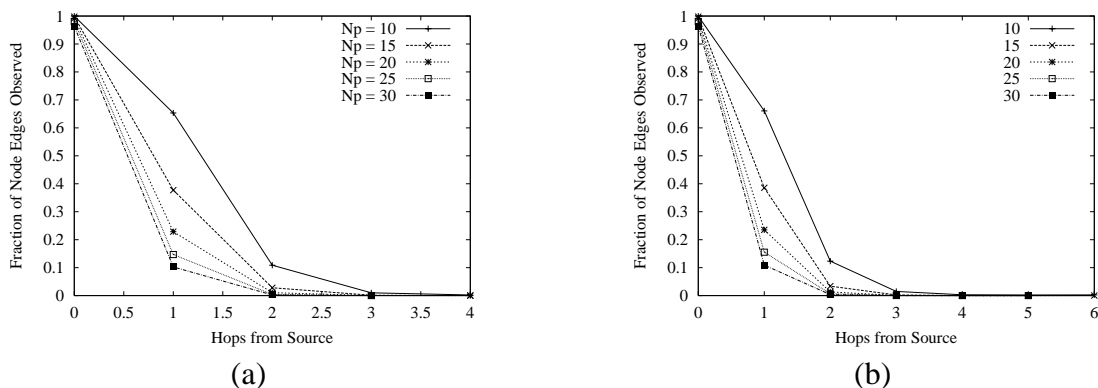 1
0.9
0.8
0.7
0.6
0.5
0.4
0.3
0.2
0.1
0
Fraction of Node Edges Observed
Np = 10
Np = 15
Np = 20
Np = 25
Np = 30
0 0.5 1 1.5 2 2.5 3 3.5 4
Hops from Source
(a)
1
0.9
0.8
0.7
0.6
0.5
0.4
0.3
0.2
0.1
0
Fraction of Node Edges Observed
10
15
20
25
30
0 1 2 3 4 5 6
Hops from Source
(b)